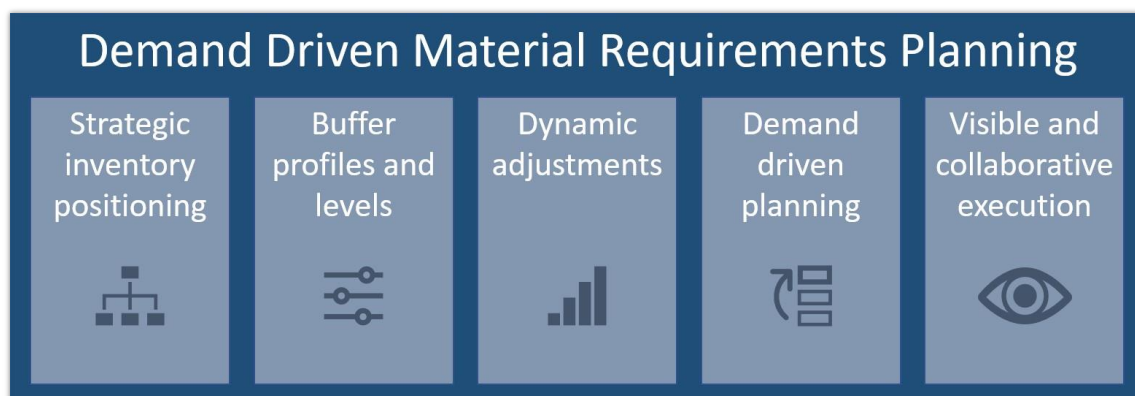 Demand Driven Material Requirements Planning
Strategic
inventory
positioning
Buffer
profiles and
levels
Dynamic
adjustments
Demand
driven
planning
Visible and
collaborative
execution